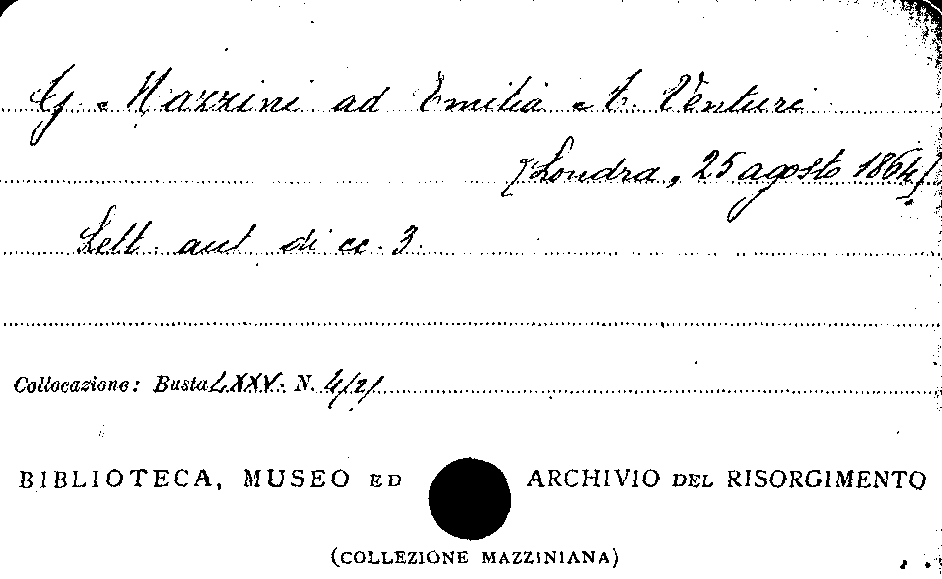 G. Mazzini ad Emilia A. Venturi
[Londra, 25 agosto 1864]
Lett. aut. di cc. 3.
Collocazione: Busta LXXV. N. 4/2/
BIBLIOTECA, MUSEO ED ARCHIVIO DEL RISORGIMENTO
(COLLEZIONE MAZZINIANA)